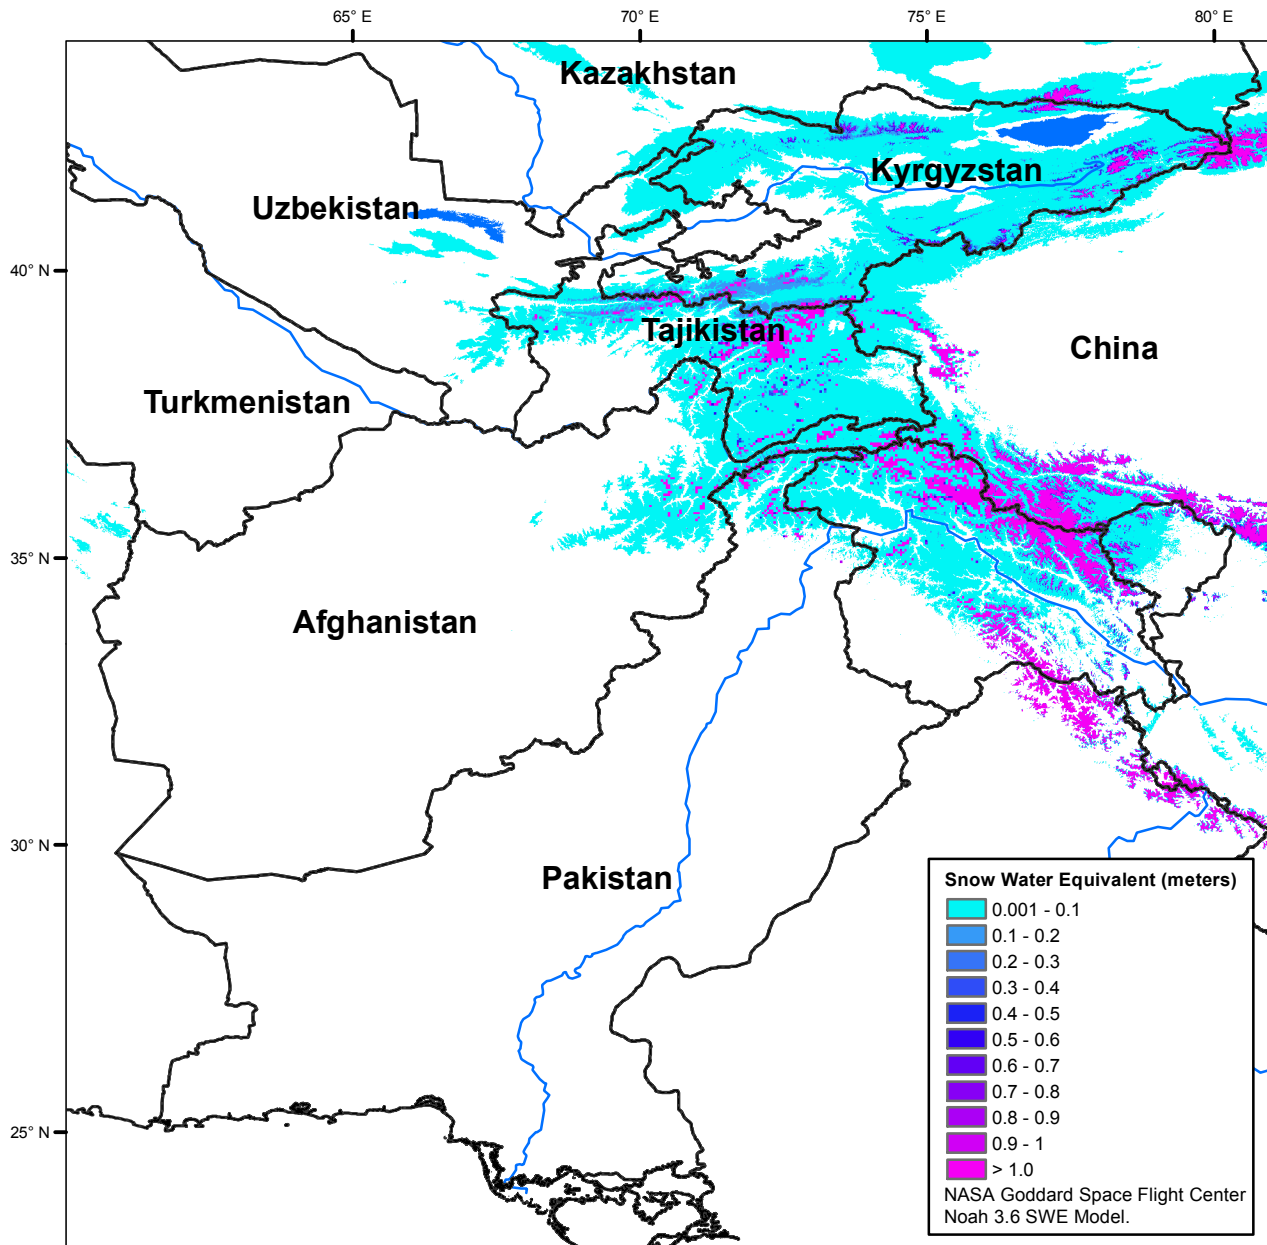 65° E
70° E
75° E
80° E
Kazakhstan
Kyrgyzstan
Uzbekistan
40° N
Tajikistan
China
Turkmenistan
35° N
Afghanistan
30° N
Pakistan
25° N
Snow Water Equivalent (meters)
0.001 - 0.1
0.1 - 0.2
0.2 - 0.3
0.3 - 0.4
0.4 - 0.5
0.5 - 0.6
0.6 - 0.7
0.7 - 0.8
0.8 - 0.9
0.9 - 1
> 1.0
NASA Goddard Space Flight Center
Noah 3.6 SWE Model.